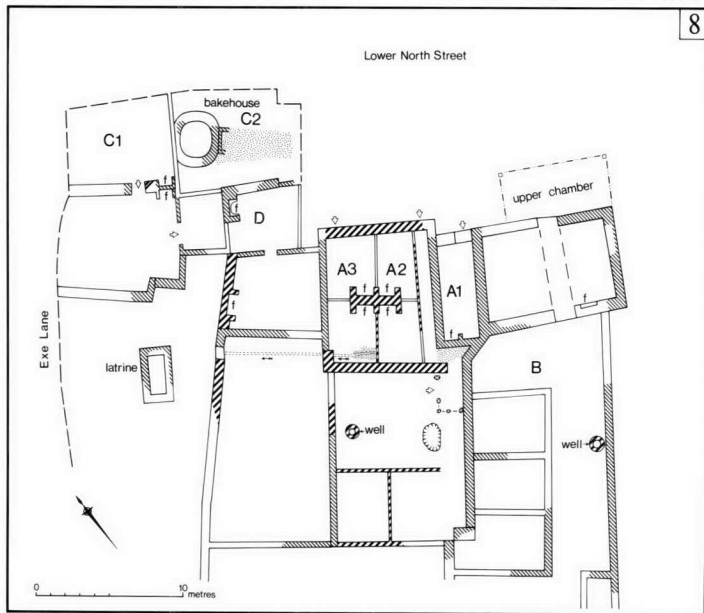 8
Lower North Street
bakehouse
C1
C2
upper chamber
f
f
f
D
A3
f
f
A2
A1
f
f
f
f
f
Exe Lane
latrine
B
well
well
0
10
metres